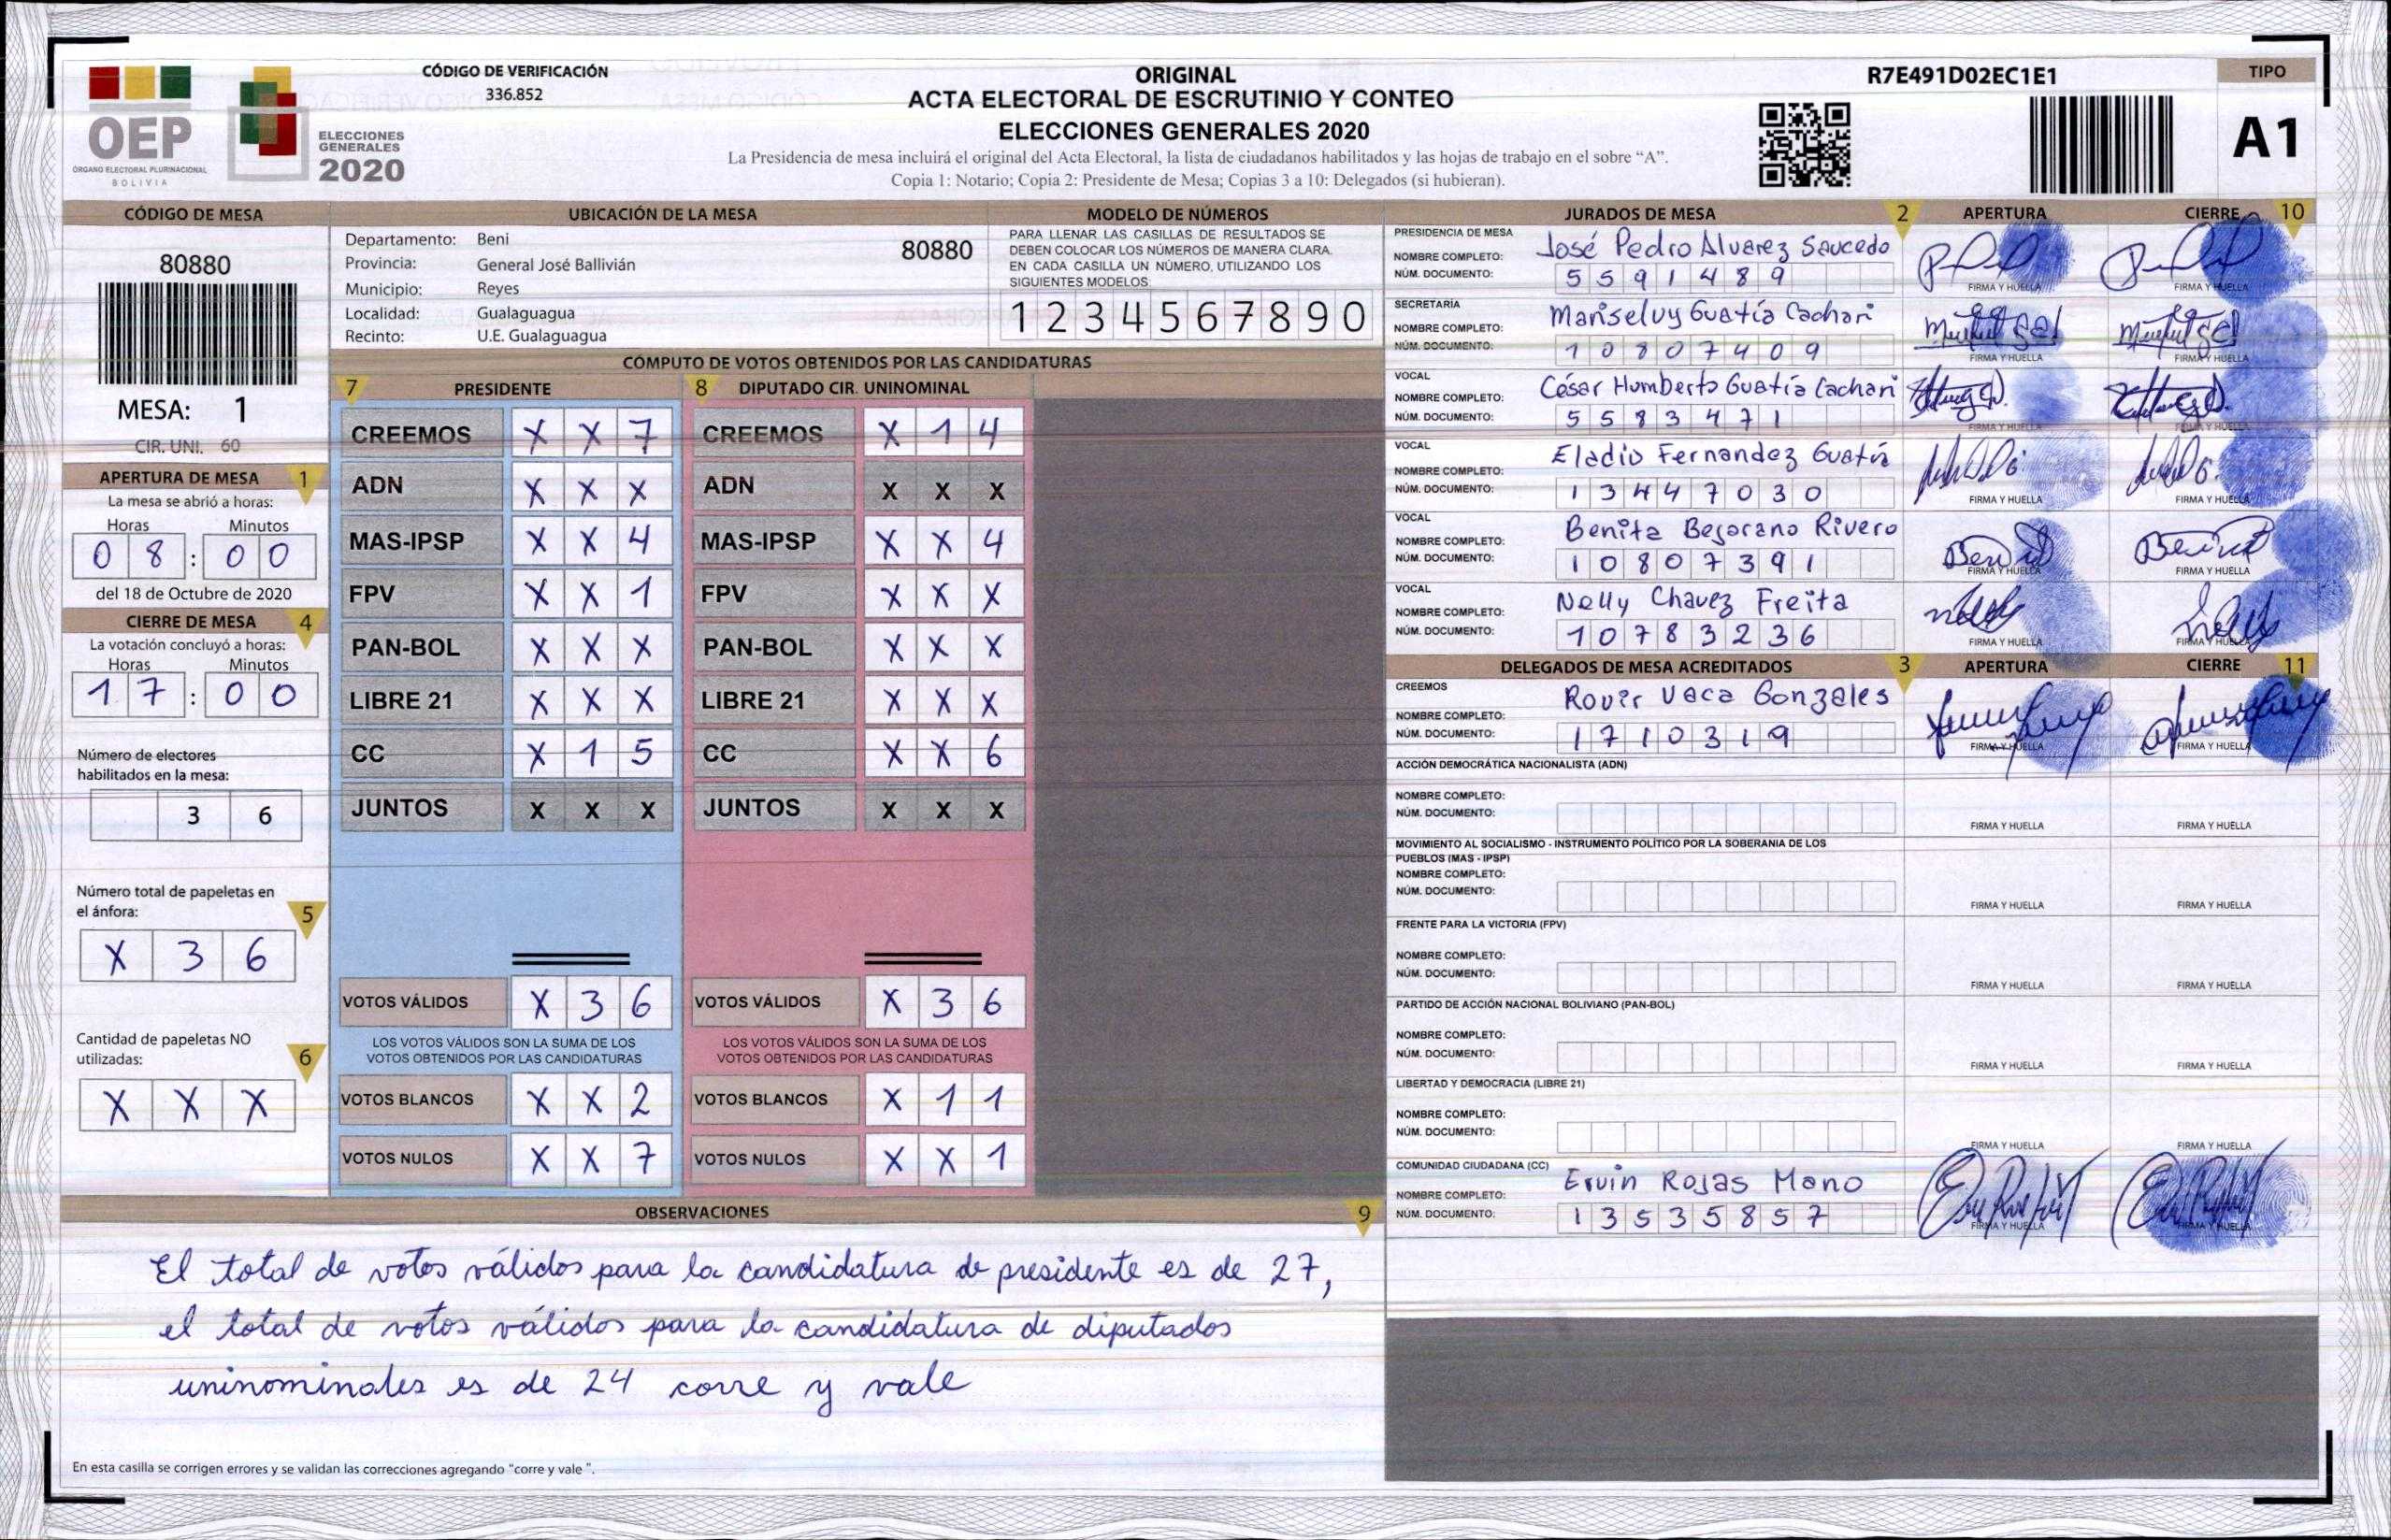 CÓDIGO DE VERIFICACIÓN
336.852
OEP
ÓRGANO ELECTORAL PLURINACIONAL
BOLIVIA
ELECCIONES
GENERALES
2020
ORIGINAL
ACTA ELECTORAL DE ESCRUTINIO Y CONTEO
ELECCIONES GENERALES 2020
La Presidencia de mesa incluirá el original del Acta Electoral, la lista de ciudadanos habilitados y las hojas de trabajo en el sobre “A”.
Copia 1: Notario; Copia 2: Presidente de Mesa; Copias 3 a 10: Delegados (si hubieran).
R7E491D02EC1E1
TIPO
A1
CÓDIGO DE MESA
80880
MESA: 1
CIR. UNI. 60
APERTURA DE MESA 1
La mesa se abrió a horas:
Horas Minutos
0 8 : 0 0
del 18 de Octubre de 2020
CIERRE DE MESA 4
La votación concluyó a horas:
Horas Minutos
1 7 : 0 0
Número de electores
habilitados en la mesa:
3 6
Número total de papeletas en
el ánfora: 5
X 3 6
Cantidad de papeletas NO
utilizadas: 6
X X X
UBICACIÓN DE LA MESA
Departamento: Beni 80880
Provincia: General José Ballivián
Municipio: Reyes
Localidad: Gualaguagua
Recinto: U.E. Gualaguagua
MODELO DE NÚMEROS
PARA LLENAR LAS CASILLAS DE RESULTADOS SE
DEBEN COLOCAR LOS NÚMEROS DE MANERA CLARA.
EN CADA CASILLA UN NÚMERO, UTILIZANDO LOS
SIGUIENTES MODELOS:
1 2 3 4 5 6 7 8 9 0
CÓMPUTO DE VOTOS OBTENIDOS POR LAS CANDIDATURAS
7 PRESIDENTE
CREEMOS X X 7
ADN X X X
MAS-IPSP X X 4
FPV X X 1
PAN-BOL X X X
LIBRE 21 X X X
CC X 1 5
JUNTOS X X X
VOTOS VÁLIDOS X 3 6
LOS VOTOS VÁLIDOS SON LA SUMA DE LOS
VOTOS OBTENIDOS POR LAS CANDIDATURAS
VOTOS BLANCOS X X 2
VOTOS NULOS X X 7
8 DIPUTADO CIR. UNINOMINAL
CREEMOS X 1 4
ADN X X X
MAS-IPSP X X 4
FPV X X X
PAN-BOL X X X
LIBRE 21 X X X
CC X X 6
JUNTOS X X X
VOTOS VÁLIDOS X 3 6
LOS VOTOS VÁLIDOS SON LA SUMA DE LOS
VOTOS OBTENIDOS POR LAS CANDIDATURAS
VOTOS BLANCOS X 1 1
VOTOS NULOS X X 1
OBSERVACIONES 9
El total de votos válidos para la candidatura de presidente es de 27,
el total de votos válidos para la candidatura de diputados
uninominales es de 24 corre y vale
En esta casilla se corrigen errores y se validan las correcciones agregando "corre y vale ".
JURADOS DE MESA 2 APERTURA CIERRE 10
PRESIDENCIA DE MESA
NOMBRE COMPLETO: José Pedro Alvarez Saucedo
NÚM. DOCUMENTO: 5 5 9 1 4 8 9
FIRMA Y HUELLA FIRMA Y HUELLA
SECRETARÍA
NOMBRE COMPLETO: Mariselvy Guatía Cachari
NÚM. DOCUMENTO: 1 0 8 0 7 4 0 9
FIRMA Y HUELLA FIRMA Y HUELLA
VOCAL
NOMBRE COMPLETO: César Humberto Guatía Cachari
NÚM. DOCUMENTO: 5 5 8 3 4 7 1
FIRMA Y HUELLA FIRMA Y HUELLA
VOCAL
NOMBRE COMPLETO: Eladio Fernandez Guatía
NÚM. DOCUMENTO: 1 3 4 4 7 0 3 0
FIRMA Y HUELLA FIRMA Y HUELLA
VOCAL
NOMBRE COMPLETO: Benita Bejarano Rivero
NÚM. DOCUMENTO: 1 0 8 0 7 3 9 1
FIRMA Y HUELLA FIRMA Y HUELLA
VOCAL
NOMBRE COMPLETO: Nelly Chavez Freita
NÚM. DOCUMENTO: 1 0 7 8 3 2 3 6
FIRMA Y HUELLA FIRMA Y HUELLA
DELEGADOS DE MESA ACREDITADOS 3 APERTURA CIERRE 11
CREEMOS
NOMBRE COMPLETO: Rovir Vaca Gonzales
NÚM. DOCUMENTO: 1 7 1 0 3 1 9
FIRMA Y HUELLA FIRMA Y HUELLA
ACCIÓN DEMOCRÁTICA NACIONALISTA (ADN)
NOMBRE COMPLETO:
NÚM. DOCUMENTO:
FIRMA Y HUELLA FIRMA Y HUELLA
MOVIMIENTO AL SOCIALISMO - INSTRUMENTO POLÍTICO POR LA SOBERANIA DE LOS
PUEBLOS (MAS - IPSP)
NOMBRE COMPLETO:
NÚM. DOCUMENTO:
FIRMA Y HUELLA FIRMA Y HUELLA
FRENTE PARA LA VICTORIA (FPV)
NOMBRE COMPLETO:
NÚM. DOCUMENTO:
FIRMA Y HUELLA FIRMA Y HUELLA
PARTIDO DE ACCIÓN NACIONAL BOLIVIANO (PAN-BOL)
NOMBRE COMPLETO:
NÚM. DOCUMENTO:
FIRMA Y HUELLA FIRMA Y HUELLA
LIBERTAD Y DEMOCRACIA (LIBRE 21)
NOMBRE COMPLETO:
NÚM. DOCUMENTO:
FIRMA Y HUELLA FIRMA Y HUELLA
COMUNIDAD CIUDADANA (CC)
NOMBRE COMPLETO: Ervin Rojas Mano
NÚM. DOCUMENTO: 1 3 5 3 5 8 5 7
FIRMA Y HUELLA FIRMA Y HUELLA